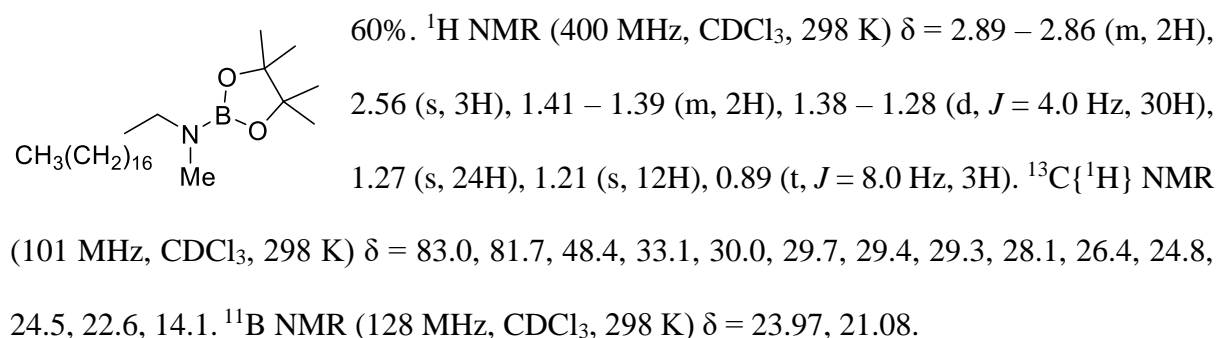 60%. ¹H NMR (400 MHz, CDCl₃, 298 K) δ = 2.89 – 2.86 (m, 2H),
2.56 (s, 3H), 1.41 – 1.39 (m, 2H), 1.38 – 1.28 (d, J = 4.0 Hz, 30H),
1.27 (s, 24H), 1.21 (s, 12H), 0.89 (t, J = 8.0 Hz, 3H). ¹³C{¹H} NMR
(101 MHz, CDCl₃, 298 K) δ = 83.0, 81.7, 48.4, 33.1, 30.0, 29.7, 29.4, 29.3, 28.1, 26.4, 24.8,
24.5, 22.6, 14.1. ¹¹B NMR (128 MHz, CDCl₃, 298 K) δ = 23.97, 21.08.
O
B
N
O
CH₃(CH₂)₁₆
Me